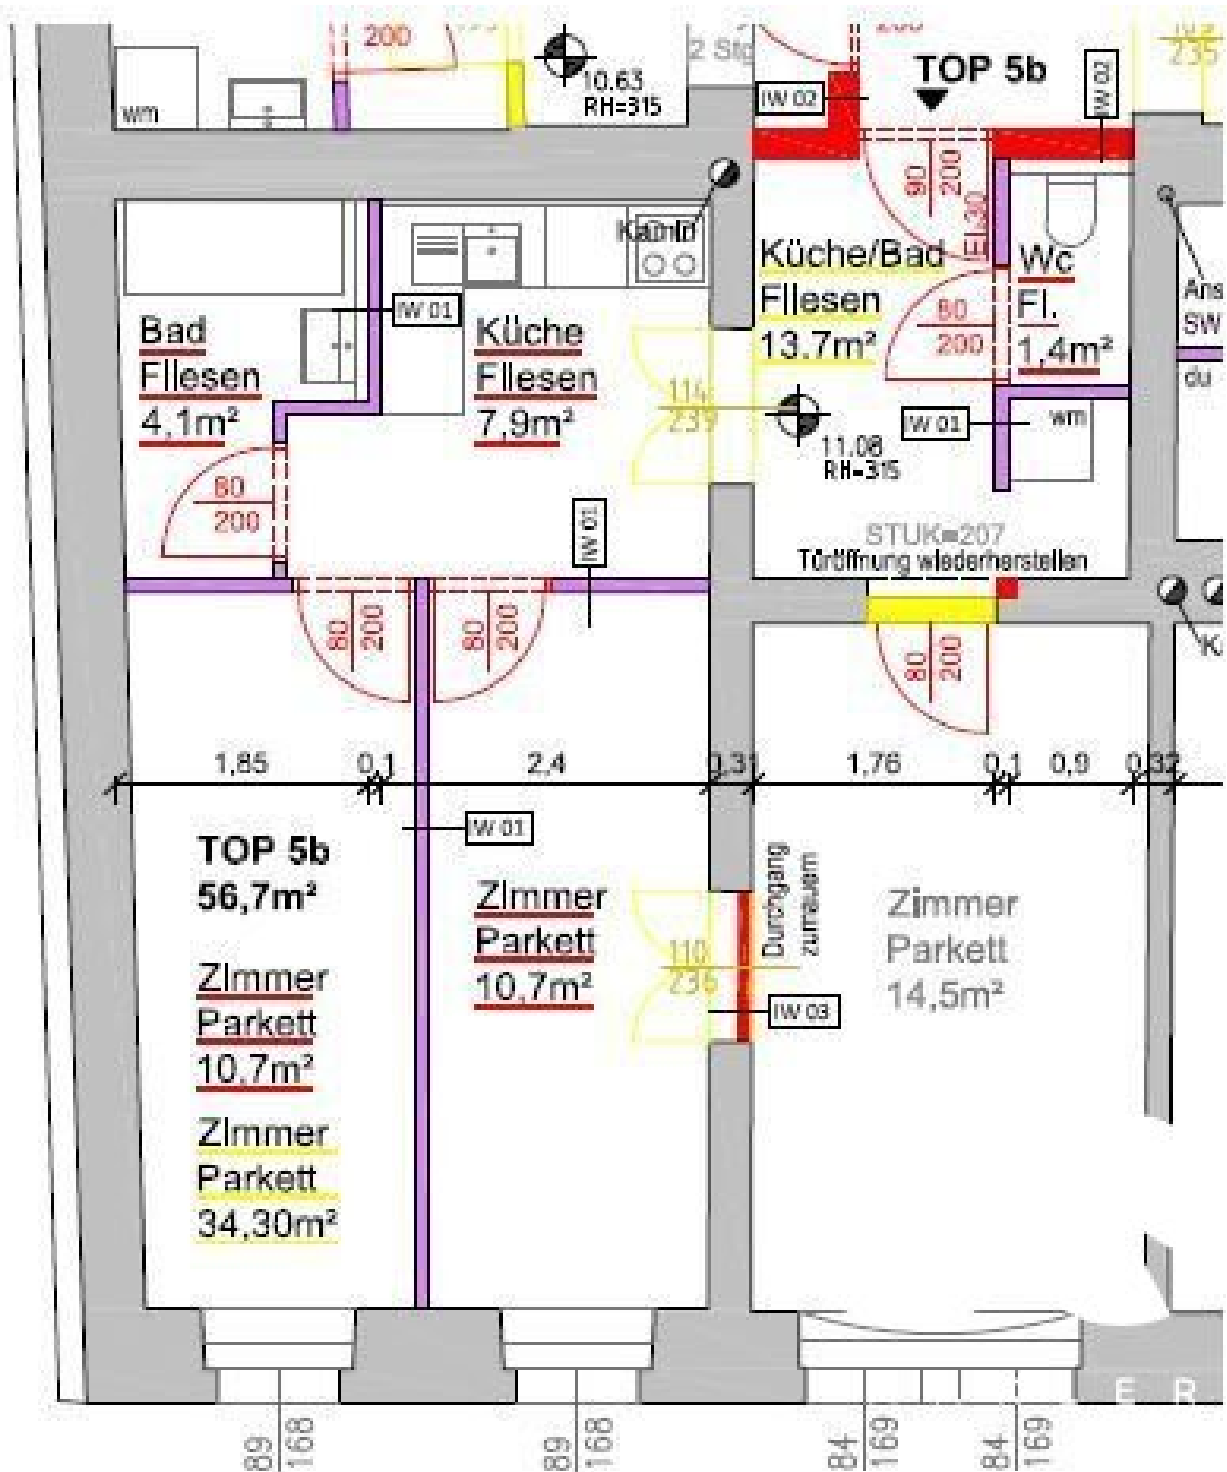 200
10.63
RH=315
2 Stg
TOP 5b
IW 02
IW 02
235
wm
90
200
EI30
Kamin
Küche/Bad
Fliesen
13.7m²
Wc
Fl.
1,4m²
80
200
Ans
SW
du
IW 01
Bad
Fliesen
4,1m²
Küche
Fliesen
7,9m²
114
239
11.08
RH=315
IW 01
wm
80
200
IW 01
STUK=207
Türöffnung wiederherstellen
80
200
80
200
80
200
1,85
0,1
2,4
0,31
1,76
0,1
0,9
0,32
TOP 5b
56,7m²
IW 01
Zimmer
Parkett
10,7m²
Zimmer
Parkett
34,30m²
Zimmer
Parkett
10,7m²
110
236
Durchgang
zumauern
IW 03
Zimmer
Parkett
14,5m²
E R
89
168
89
168
84
169
84
169